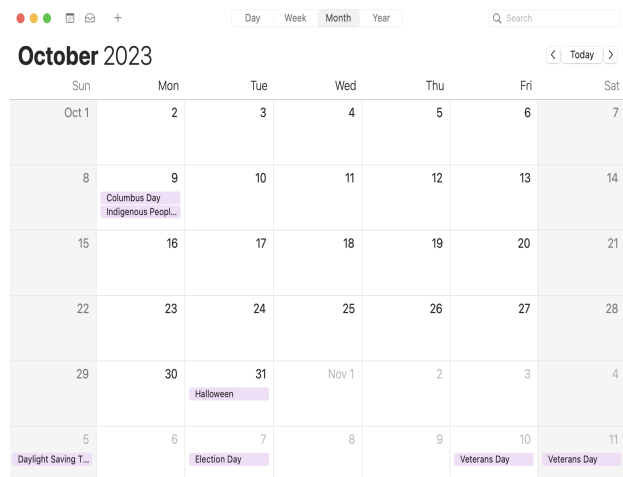 Day Week Month Year Search
October 2023
Today
Sun Mon Tue Wed Thu Fri Sat
Oct 1 2 3 4 5 6 7
8 9 10 11 12 13 14
Columbus Day
Indigenous Peopl...
15 16 17 18 19 20 21
22 23 24 25 26 27 28
29 30 31 Nov 1 2 3 4
Halloween
5 6 7 8 9 10 11
Daylight Saving T... Election Day Veterans Day Veterans Day